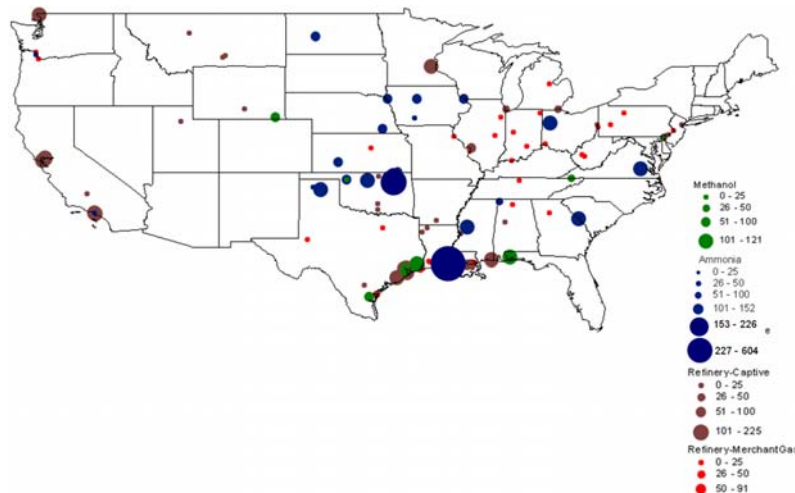 Methanol
0 - 25
26 - 50
51 - 100
101 - 121
Ammonia
0 - 25
26 - 50
51 - 100
101 - 152
153 - 226
e
227 - 604
Refinery-Captive
0 - 25
26 - 50
51 - 100
101 - 225
Refinery-MerchantGas
0 - 25
26 - 50
50 - 91